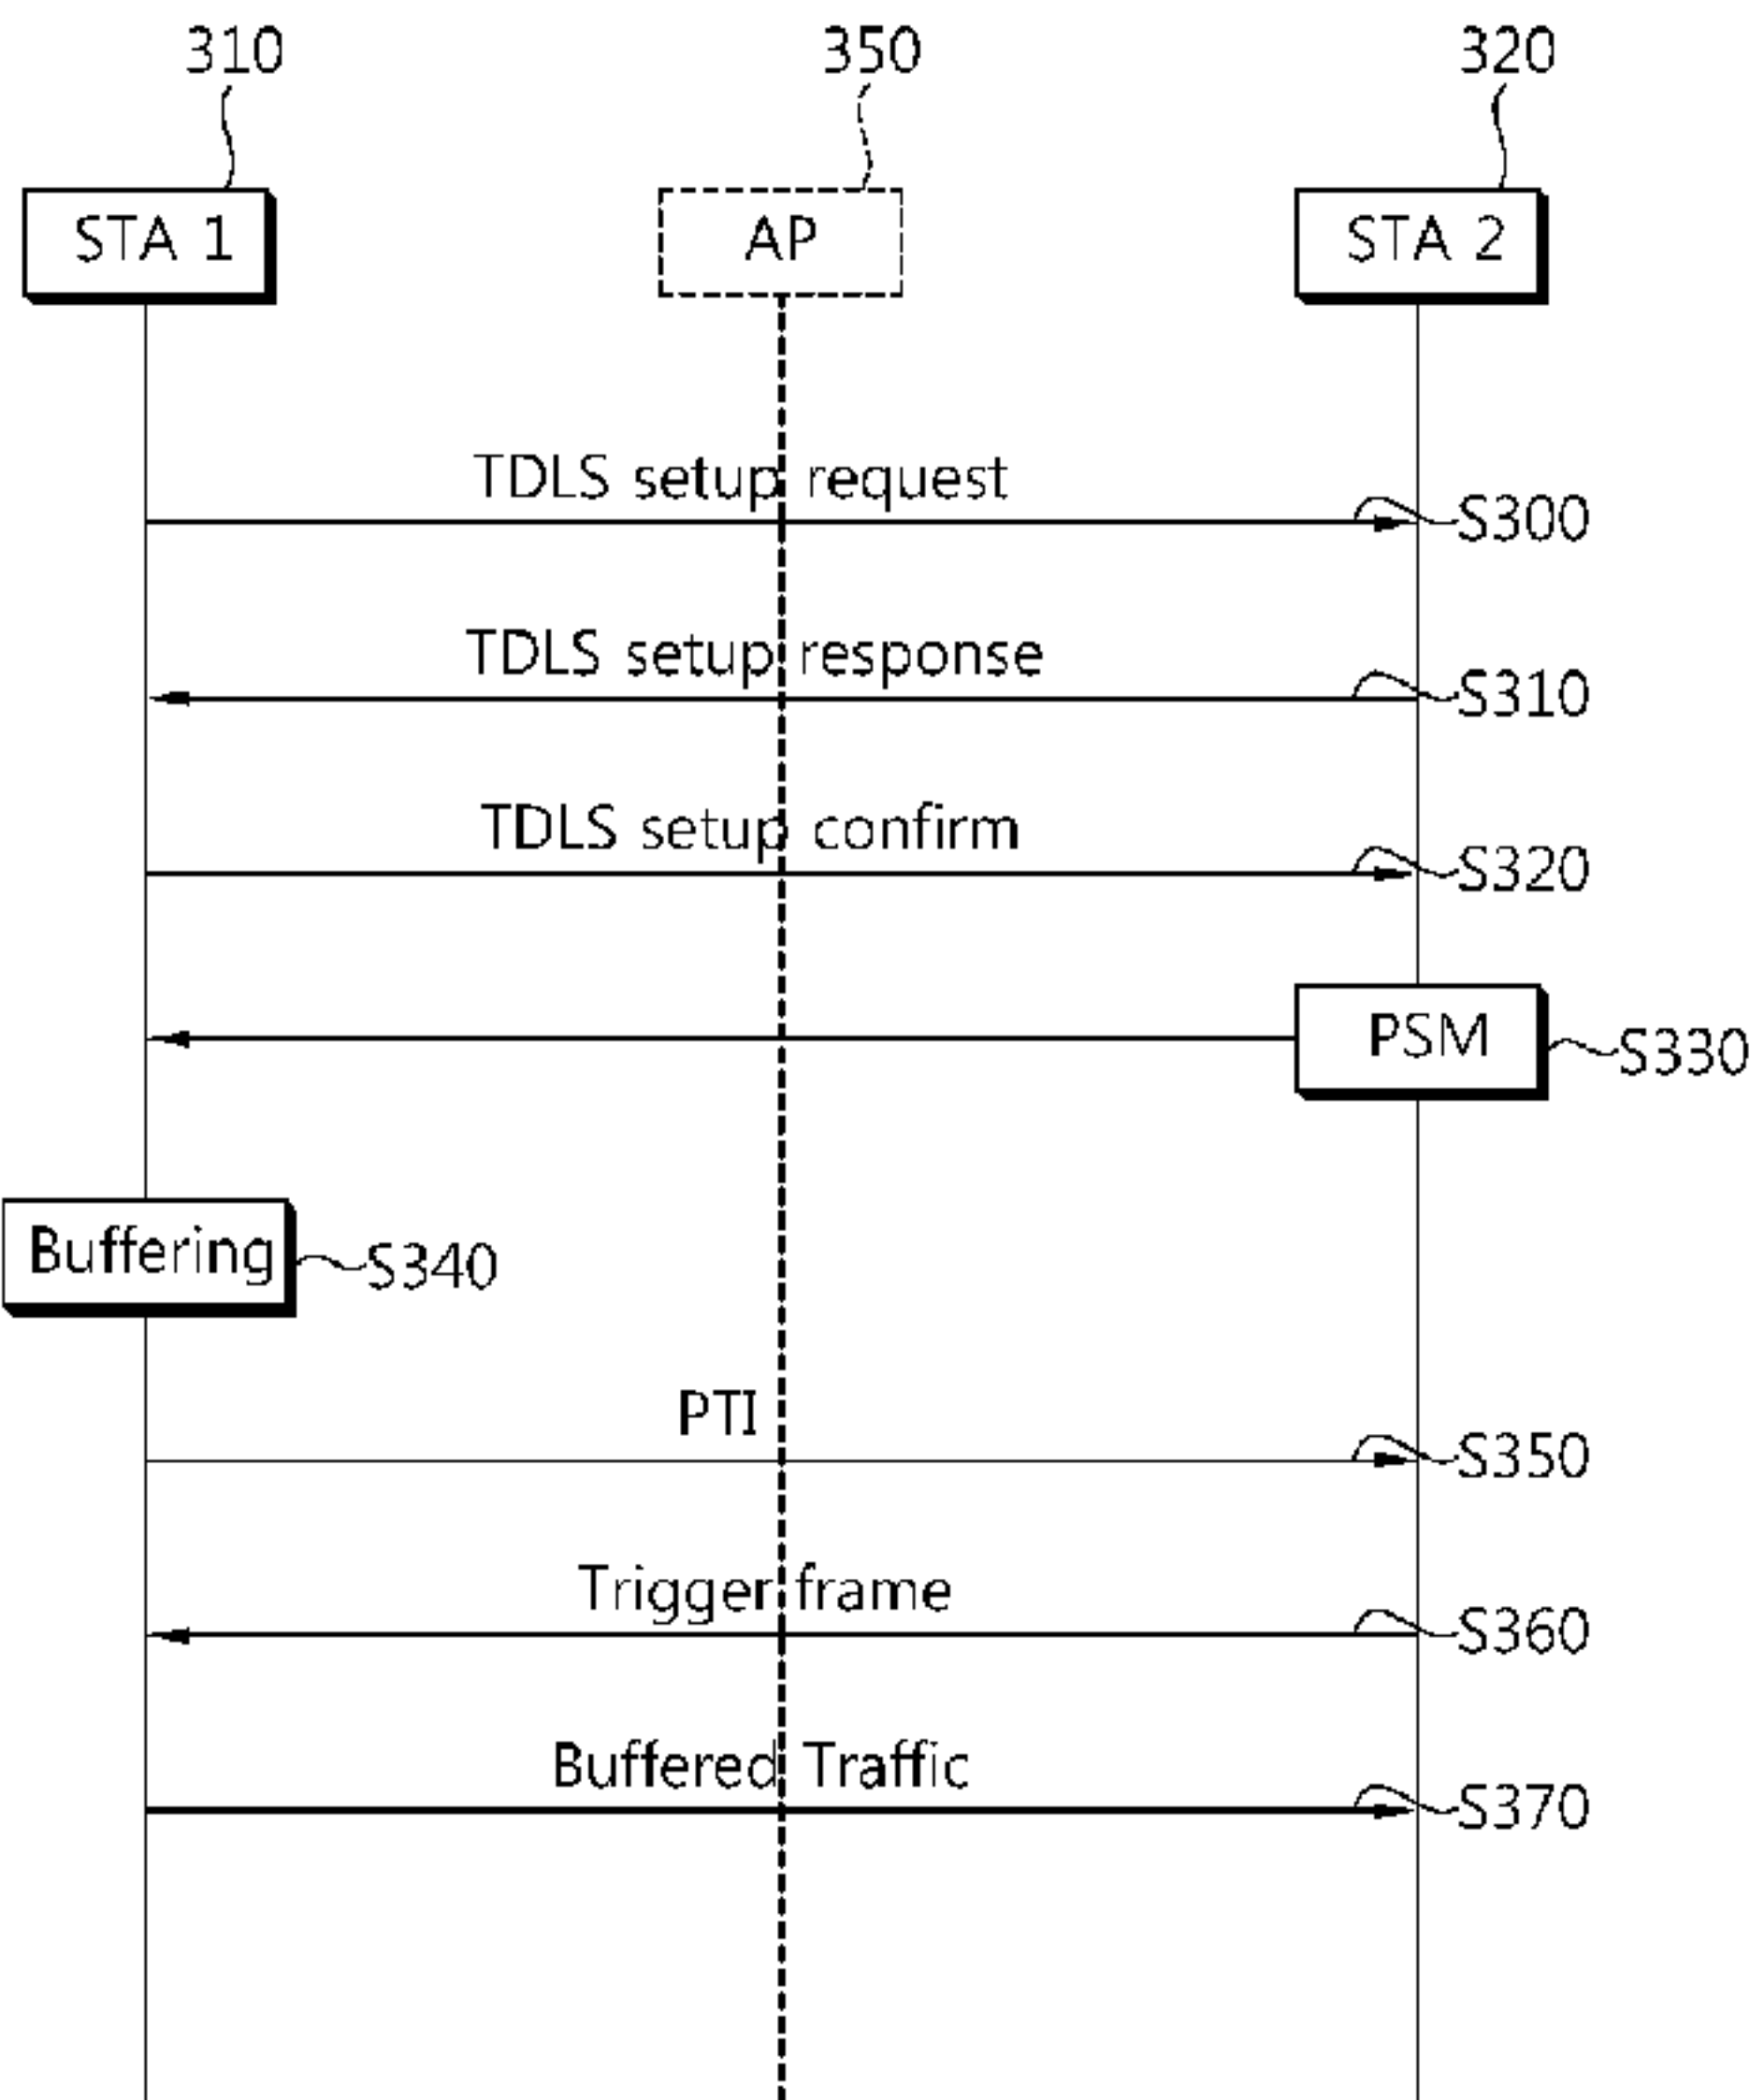 310 350 320
STA 1 AP STA 2
TDLS setup request
S300
TDLS setup response
S310
TDLS setup confirm
S320
PSM
S330
Buffering
S340
PTI
S350
Trigger frame
S360
Buffered Traffic
S370